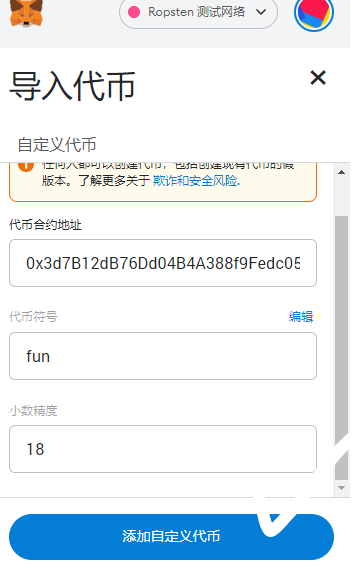 Ropsten 测试网络
导入代币
自定义代币
任何人都可以创建代币，包括创建现有代币的假
版本。了解更多关于 欺诈和安全风险.
代币合约地址
0x3d7B12dB76Dd04B4A388f9Fedc05
代币符号
编辑
fun
小数精度
18
添加自定义代币